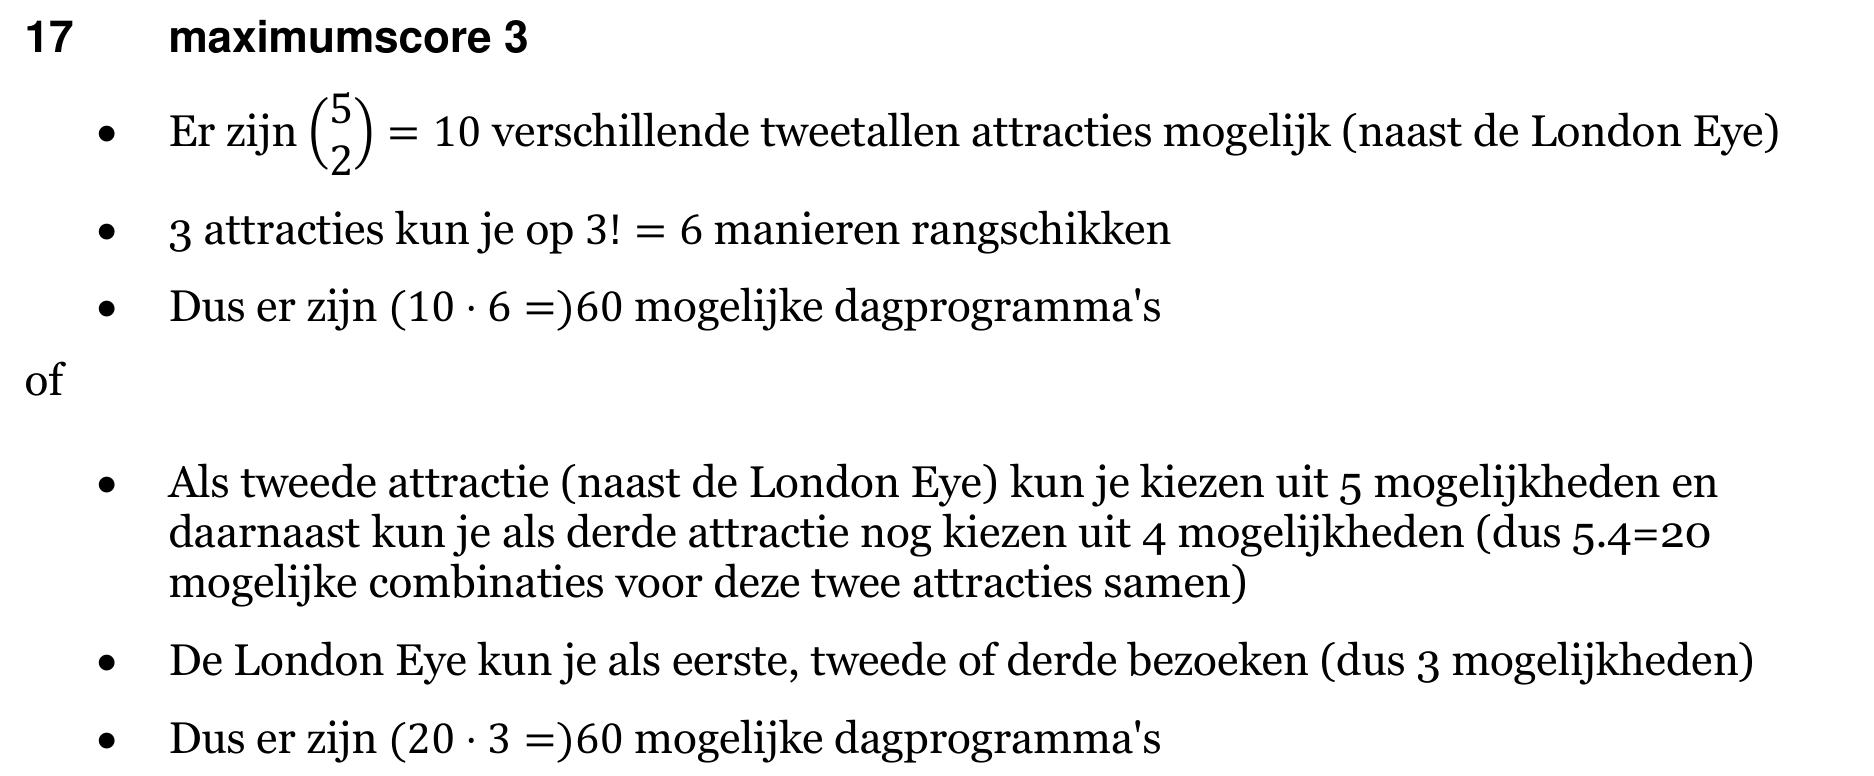 17 maximumscore 3
• Er zijn (5 2) = 10 verschillende tweetallen attracties mogelijk (naast de London Eye)
• 3 attracties kun je op 3! = 6 manieren rangschikken
• Dus er zijn (10 · 6 =)60 mogelijke dagprogramma's
of
• Als tweede attractie (naast de London Eye) kun je kiezen uit 5 mogelijkheden en
daarnaast kun je als derde attractie nog kiezen uit 4 mogelijkheden (dus 5.4=20
mogelijke combinaties voor deze twee attracties samen)
• De London Eye kun je als eerste, tweede of derde bezoeken (dus 3 mogelijkheden)
• Dus er zijn (20 · 3 =)60 mogelijke dagprogramma's